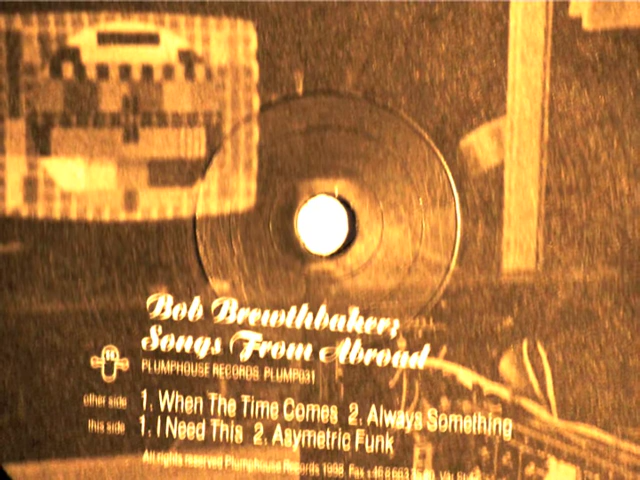 Bob Brewthbaker;
Songs From Abroad
PLUMPHOUSE RECORDS PLUMP031
other side 1. When The Time Comes 2. Always Something
this side 1. I Need This 2. Asymetric Funk
All rights reserved Plumphouse Records 1998, Fax